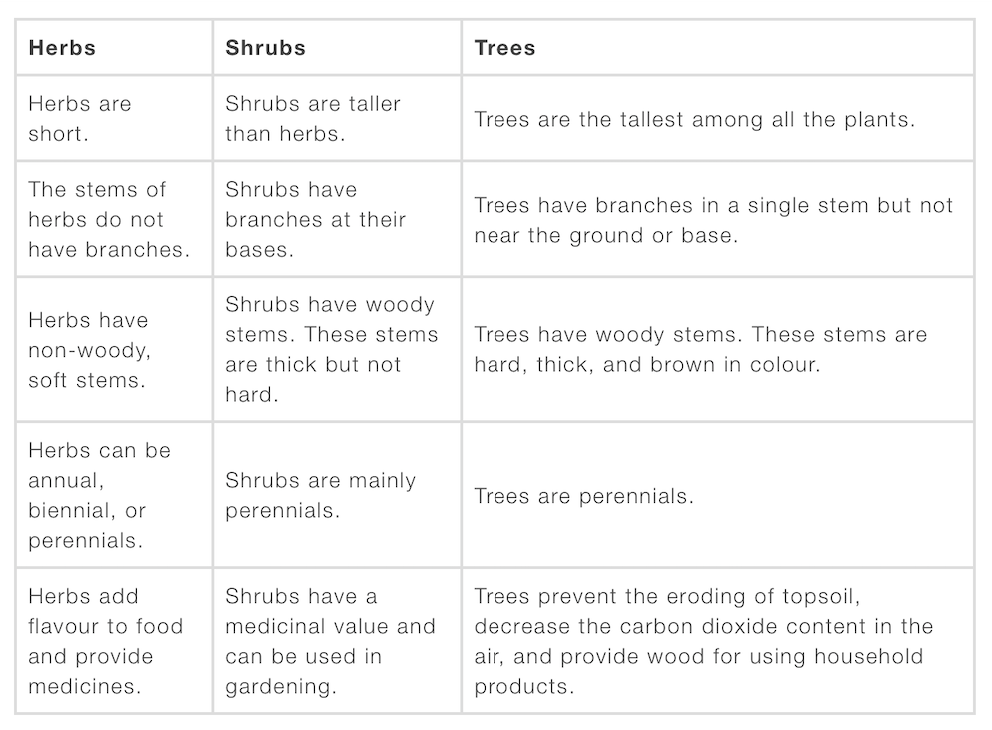 Herbs
Shrubs
Trees
Herbs are
short.
Shrubs are taller
than herbs.
Trees are the tallest among all the plants.
The stems of
herbs do not
have branches.
Shrubs have
branches at their
bases.
Trees have branches in a single stem but not
near the ground or base.
Herbs have
non-woody,
soft stems.
Shrubs have woody
stems. These stems
are thick but not
hard.
Trees have woody stems. These stems are
hard, thick, and brown in colour.
Herbs can be
annual,
biennial, or
perennials.
Shrubs are mainly
perennials.
Trees are perennials.
Herbs add
flavour to food
and provide
medicines.
Shrubs have a
medicinal value and
can be used in
gardening.
Trees prevent the eroding of topsoil,
decrease the carbon dioxide content in the
air, and provide wood for using household
products.